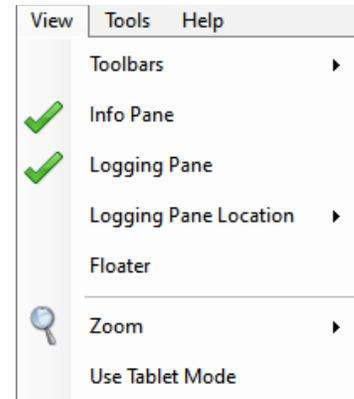 View Tools Help
Toolbars
Info Pane
Logging Pane
Logging Pane Location
Floater
Zoom
Use Tablet Mode